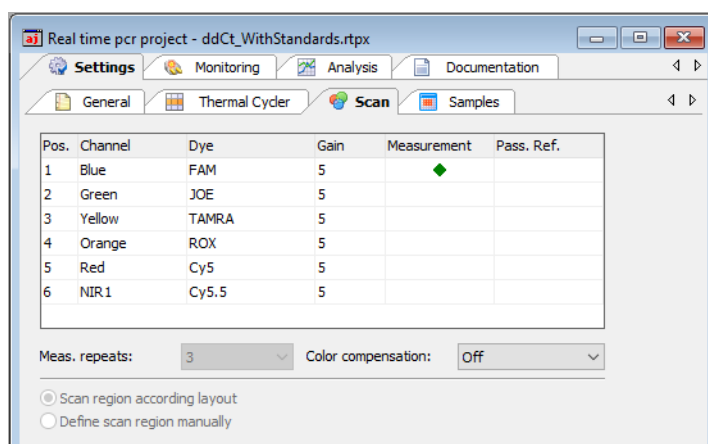 Real time pcr project - ddCt_WithStandards.rtpx
Settings Monitoring Analysis Documentation
General Thermal Cycler Scan Samples
Pos. Channel Dye Gain Measurement Pass. Ref.
1 Blue FAM 5
2 Green JOE 5
3 Yellow TAMRA 5
4 Orange ROX 5
5 Red Cy5 5
6 NIR1 Cy5.5 5
Meas. repeats: 3 Color compensation: Off
Scan region according layout
Define scan region manually